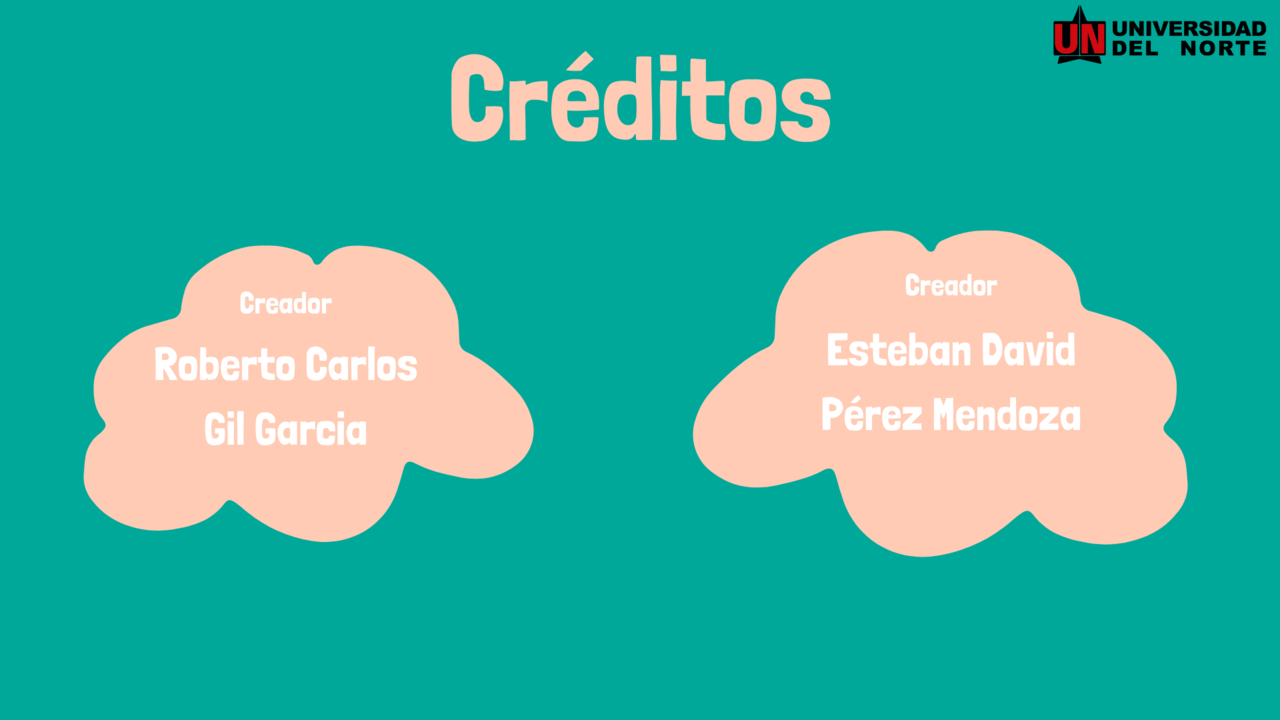 UN UNIVERSIDAD
DEL NORTE
Créditos
Creador
Roberto Carlos
Gil Garcia
Creador
Esteban David
Pérez Mendoza